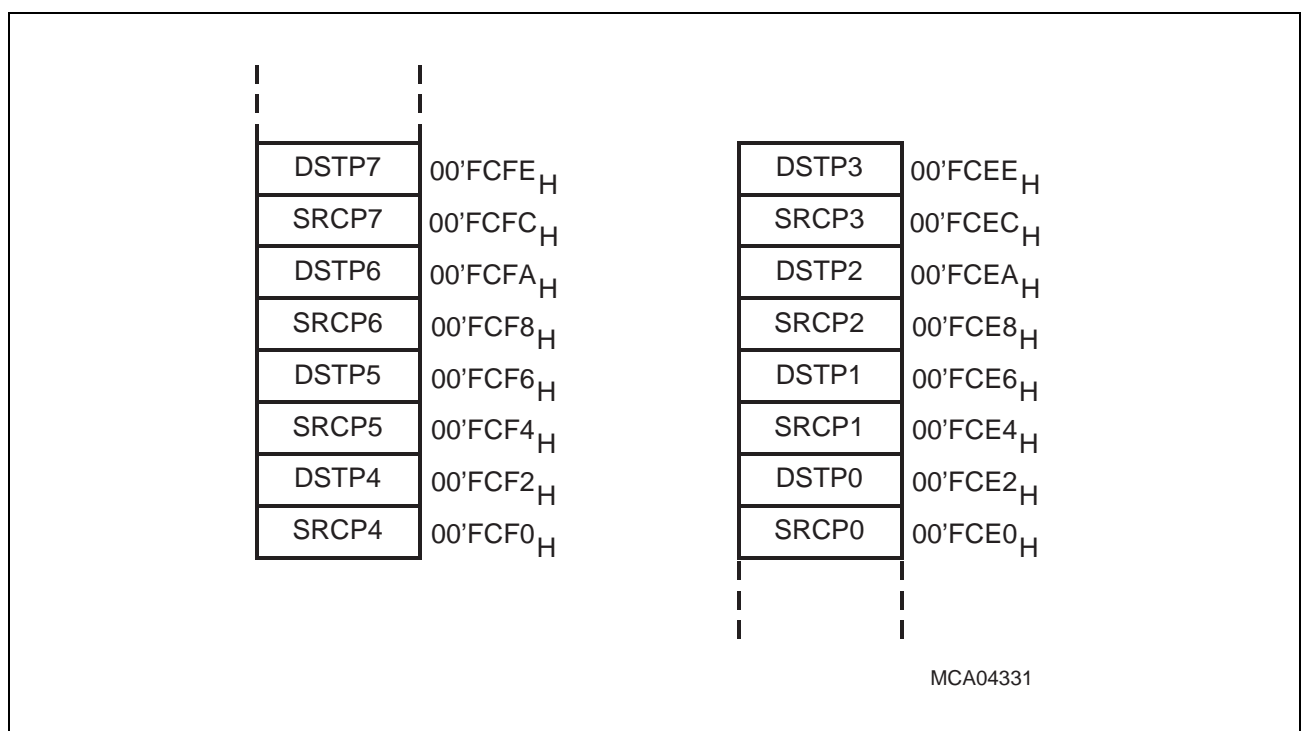 DSTP7 00’FCFEH
SRCP7 00’FCFCH
DSTP6 00’FCFAH
SRCP6 00’FCF8H
DSTP5 00’FCF6H
SRCP5 00’FCF4H
DSTP4 00’FCF2H
SRCP4 00’FCF0H
DSTP3 00’FCEEH
SRCP3 00’FCECH
DSTP2 00’FCEAH
SRCP2 00’FCE8H
DSTP1 00’FCE6H
SRCP1 00’FCE4H
DSTP0 00’FCE2H
SRCP0 00’FCE0H
MCA04331